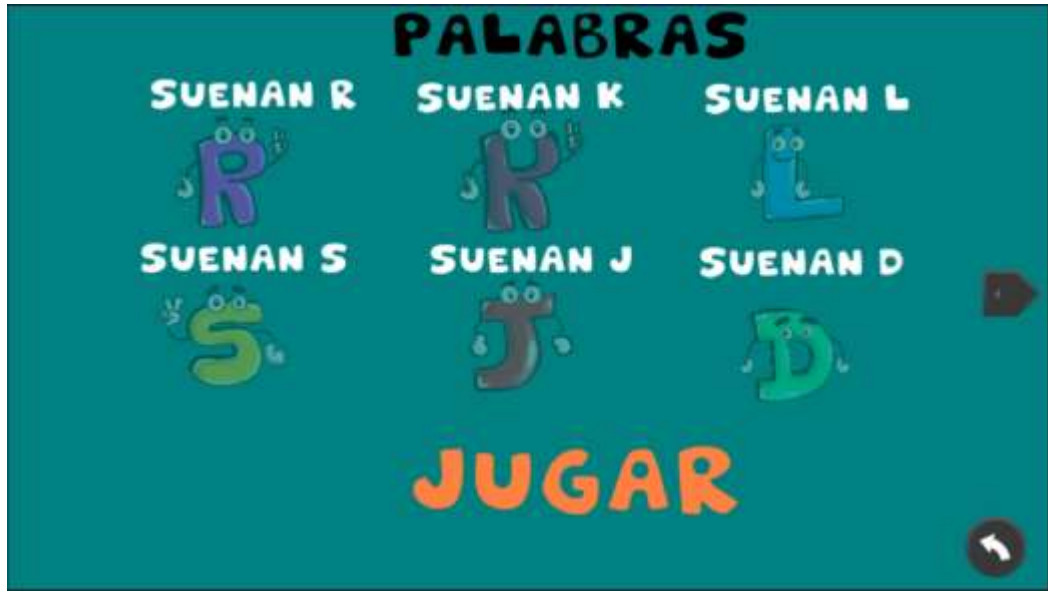 PALABRAS
SUENAN R SUENAN K SUENAN L
R K L
SUENAN S SUENAN J SUENAN D
S J D
JUGAR